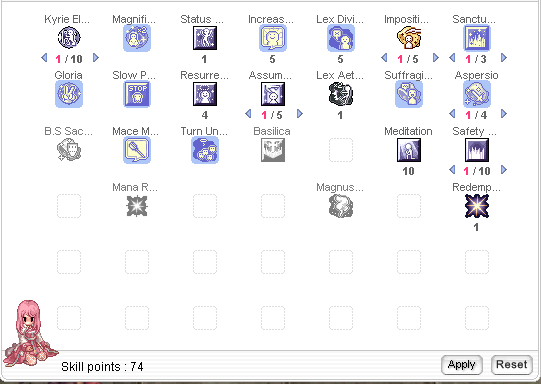 Kyrie El... Magnifi... Status ... Increas... Lex Divi... Impositi... Sanctu...
1 / 10 1 5 5 1 / 5 1 / 3
Gloria Slow P... Resurre... Assum... Lex Aet... Suffragi... Aspersio
STOP
4 1 / 5 1 1 / 4
B.S Sac... Mace M... Turn Un... Basilica Meditation Safety ...
10 1 / 10
Mana R... Magnus... Redemp...
1
Skill points : 74 Apply Reset